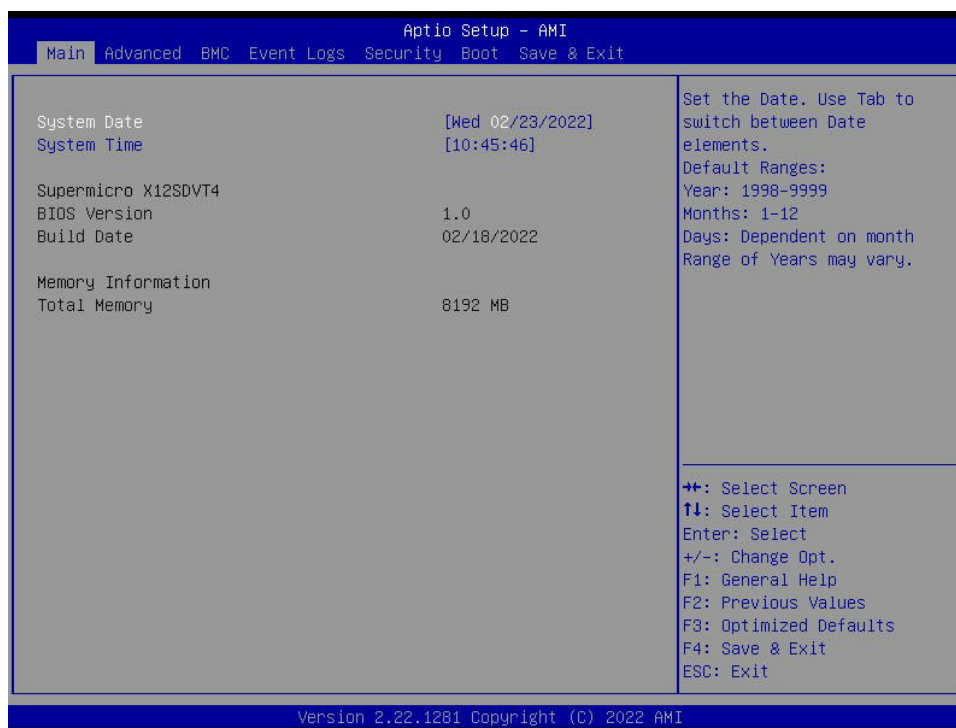 Aptio Setup – AMI
Main Advanced BMC Event Logs Security Boot Save & Exit
System Date [Wed 02/23/2022]
System Time [10:45:46]
Supermicro X12SDVT4
BIOS Version 1.0
Build Date 02/18/2022
Memory Information
Total Memory 8192 MB
Set the Date. Use Tab to
switch between Date
elements.
Default Ranges:
Year: 1998-9999
Months: 1-12
Days: Dependent on month
Range of Years may vary.
→←: Select Screen
↑↓: Select Item
Enter: Select
+/-: Change Opt.
F1: General Help
F2: Previous Values
F3: Optimized Defaults
F4: Save & Exit
ESC: Exit
Version 2.22.1281 Copyright (C) 2022 AMI